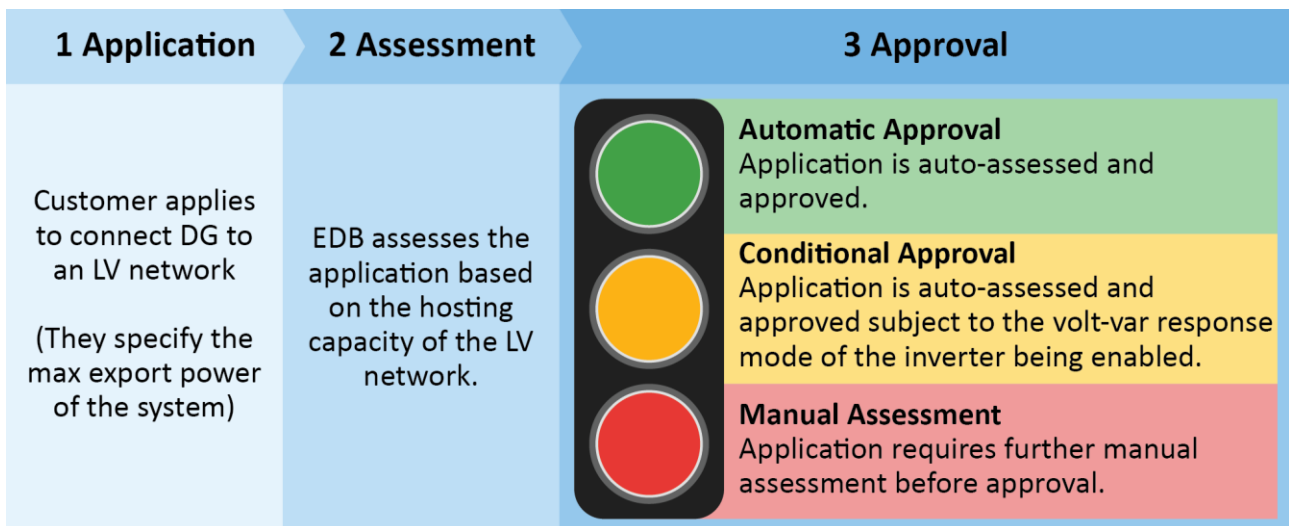 1 Application
2 Assessment
3 Approval
Customer applies
to connect DG to
an LV network
(They specify the
max export power
of the system)
EDB assesses the
application based
on the hosting
capacity of the LV
network.
Automatic Approval
Application is auto-assessed and
approved.
Conditional Approval
Application is auto-assessed and
approved subject to the volt-var response
mode of the inverter being enabled.
Manual Assessment
Application requires further manual
assessment before approval.